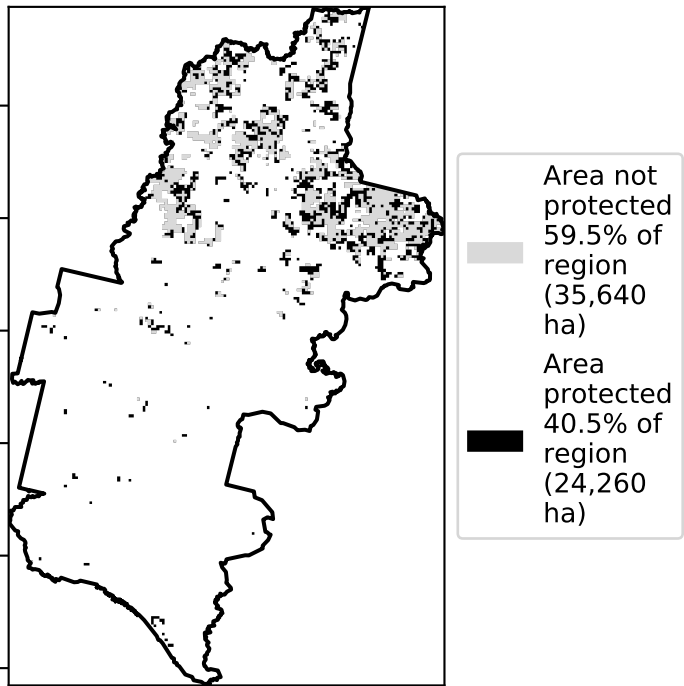 Area not
protected
59.5% of
region
(35,640
ha)
Area
protected
40.5% of
region
(24,260
ha)